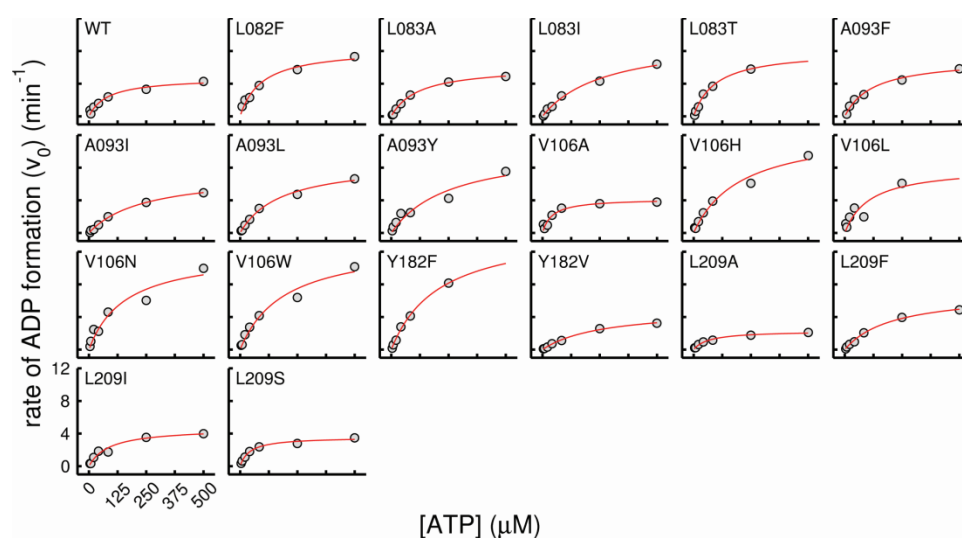 WT L082F L083A L083I L083T A093F
A093I A093L A093Y V106A V106H V106L
V106N V106W Y182F Y182V L209A L209F
L209I L209S
rate of ADP formation (v₀) (min⁻¹)
12
8
4
0
0 125 250 375 500
[ATP] (μM)